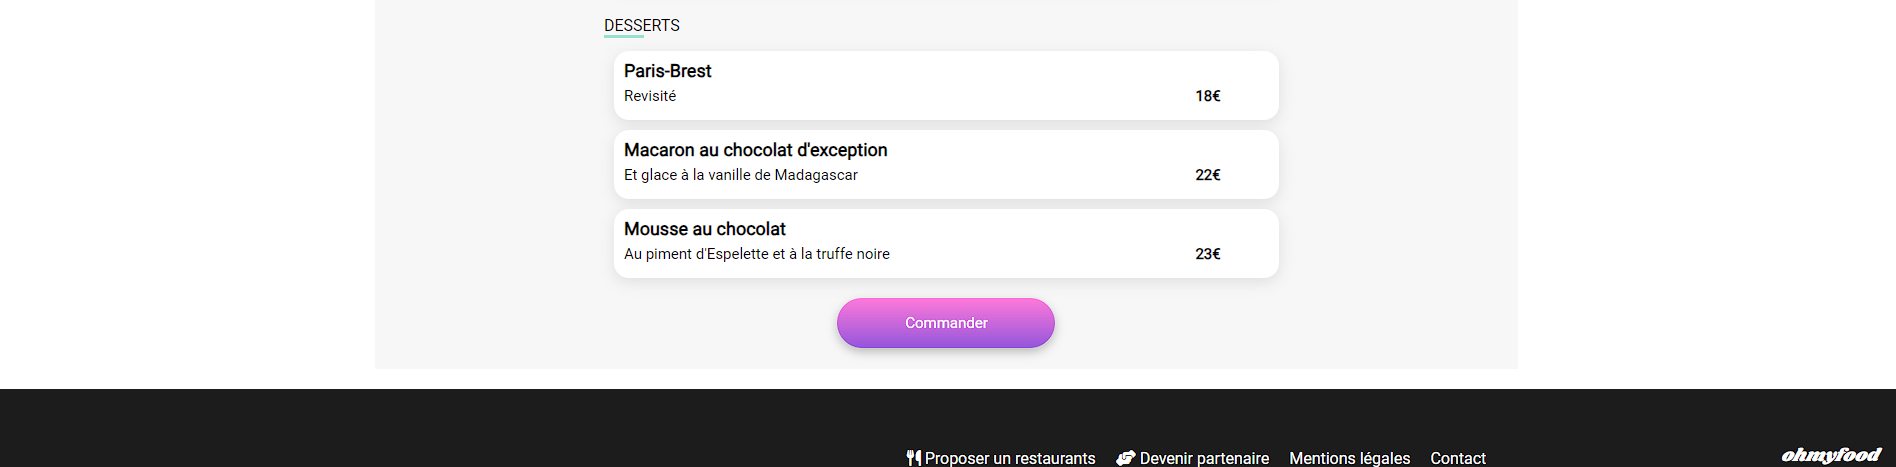 DESSERTS
Paris-Brest
Revisité 18€
Macaron au chocolat d'exception
Et glace à la vanille de Madagascar 22€
Mousse au chocolat
Au piment d'Espelette et à la truffe noire 23€
Commander
Proposer un restaurants Devenir partenaire Mentions légales Contact ohmyfood